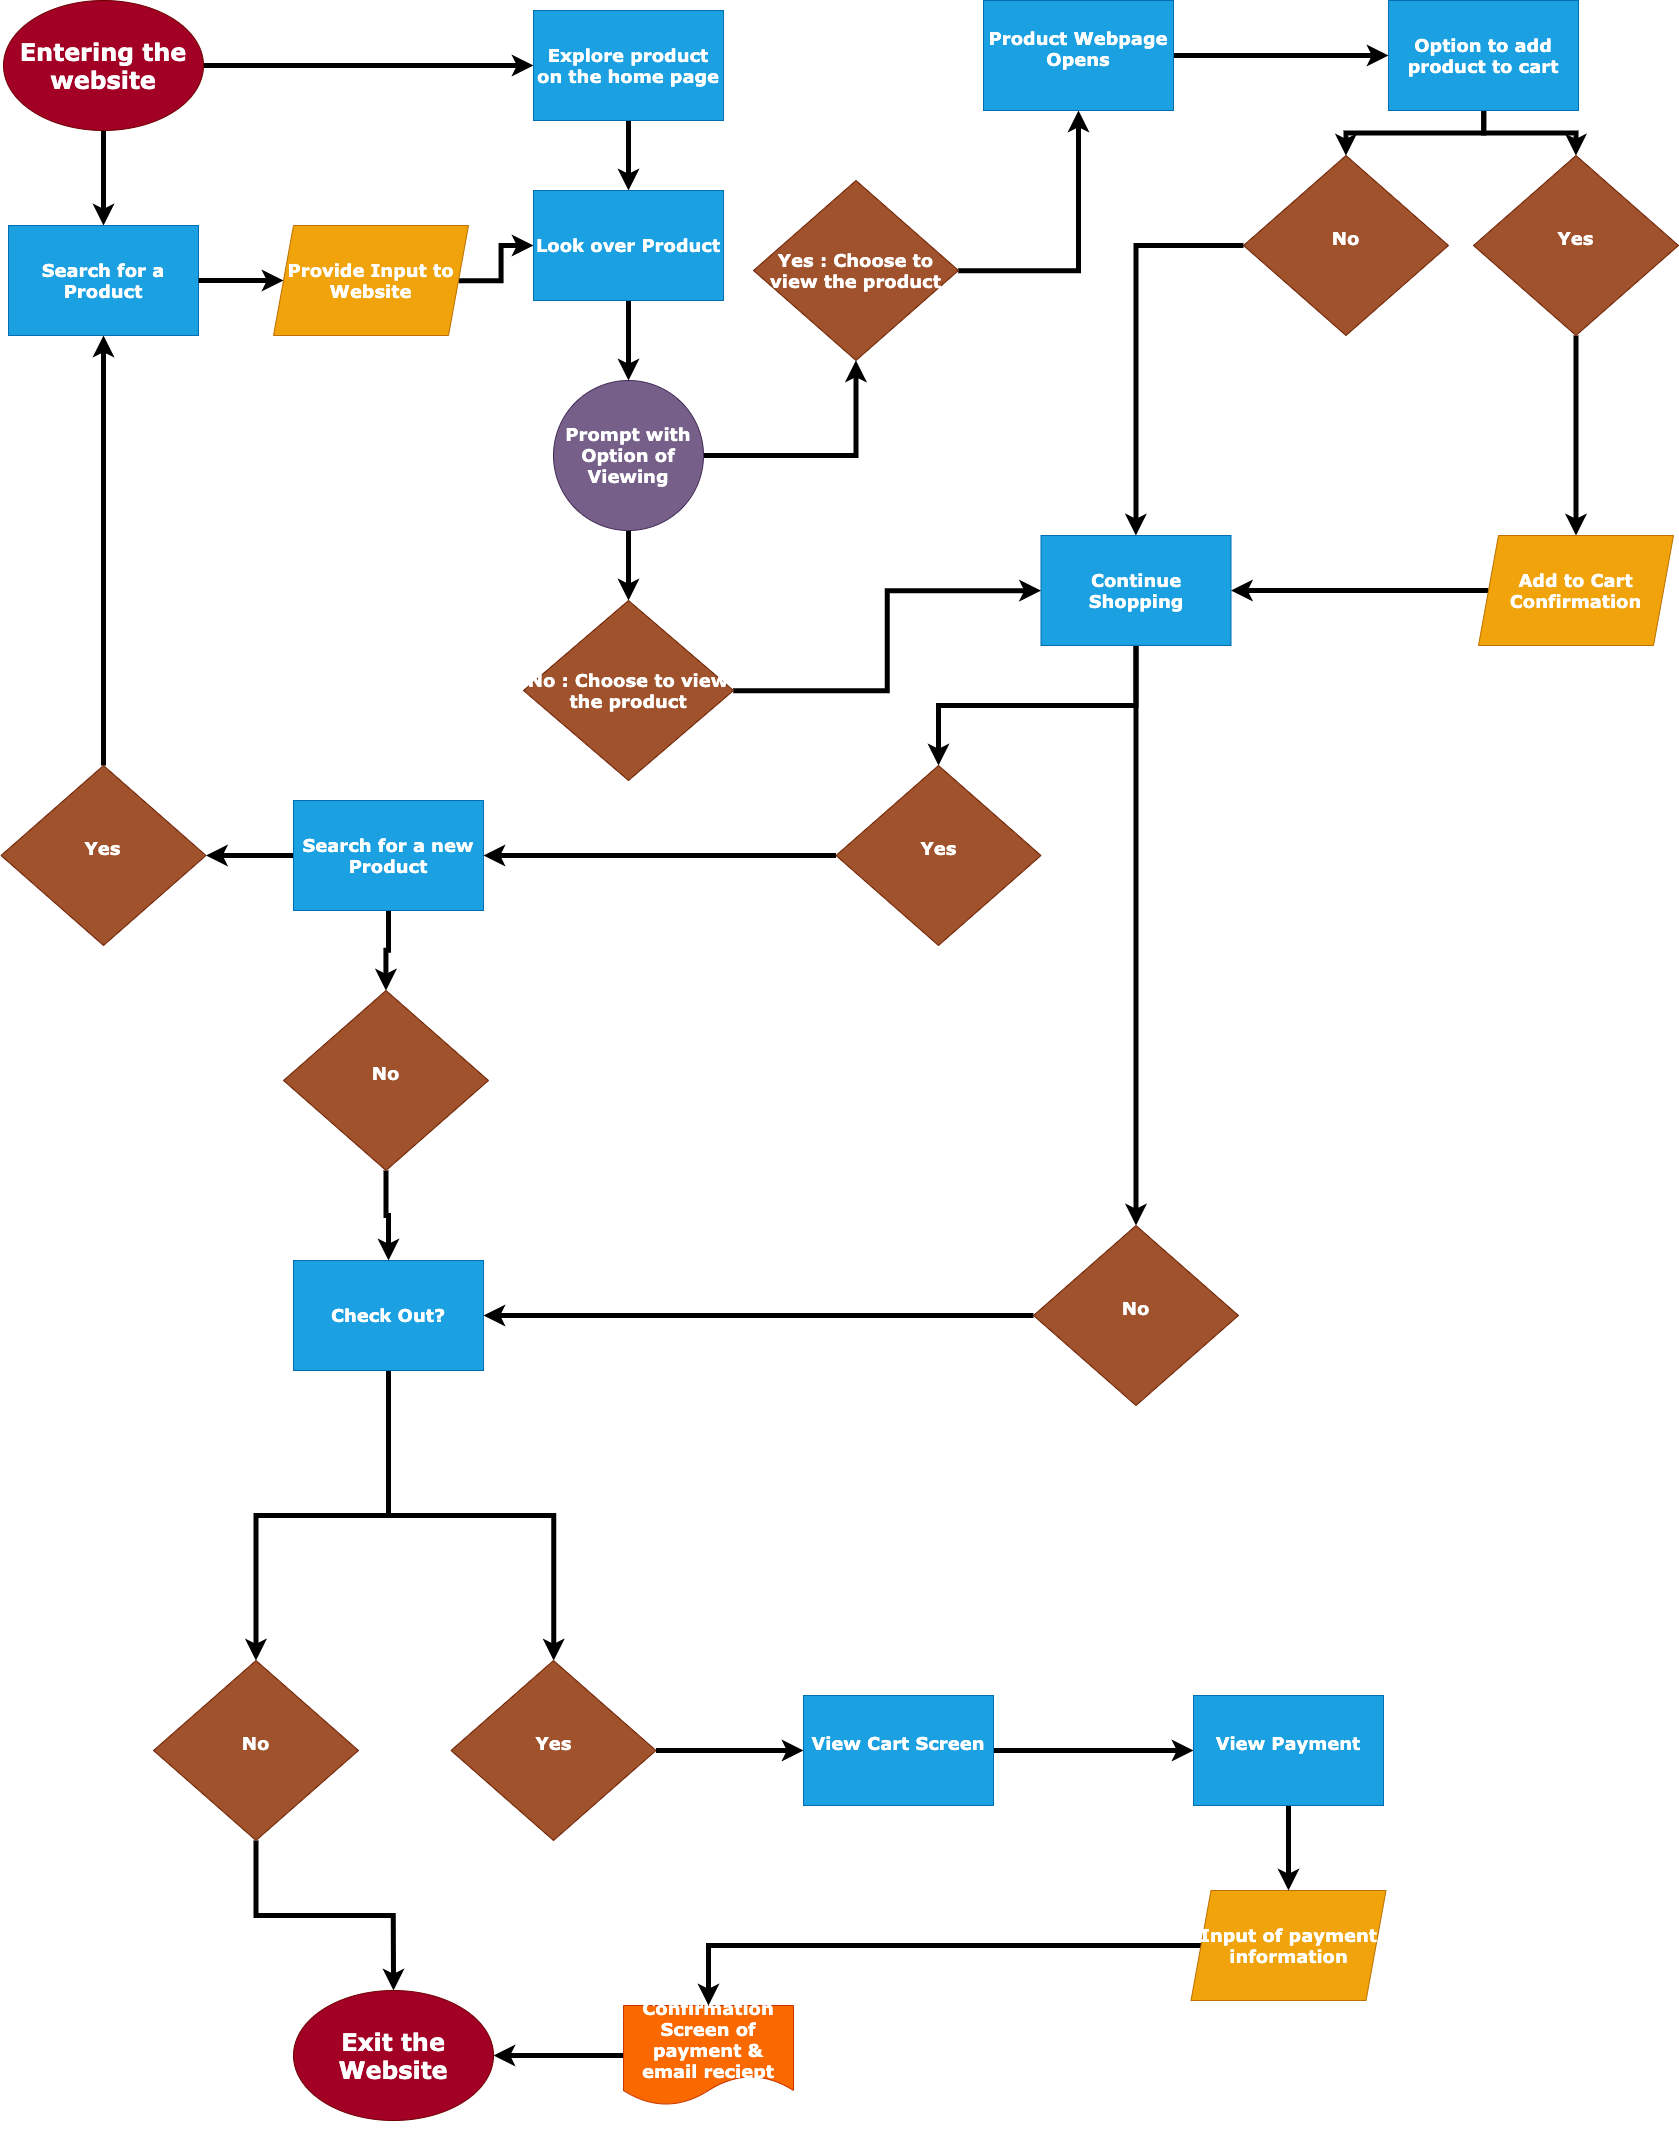 Entering the
website
Explore product
on the home page
Product Webpage
Opens
Option to add
product to cart
Search for a
Product
Provide Input to
Website
Look over Product
Yes : Choose to
view the product
No
Yes
Prompt with
Option of
Viewing
Continue
Shopping
Add to Cart
Confirmation
No : Choose to view
the product
Yes
Search for a new
Product
Yes
No
Check Out?
No
No
Yes
View Cart Screen
View Payment
Input of payment
information
Confirmation
Screen of
payment &
email reciept
Exit the
Website